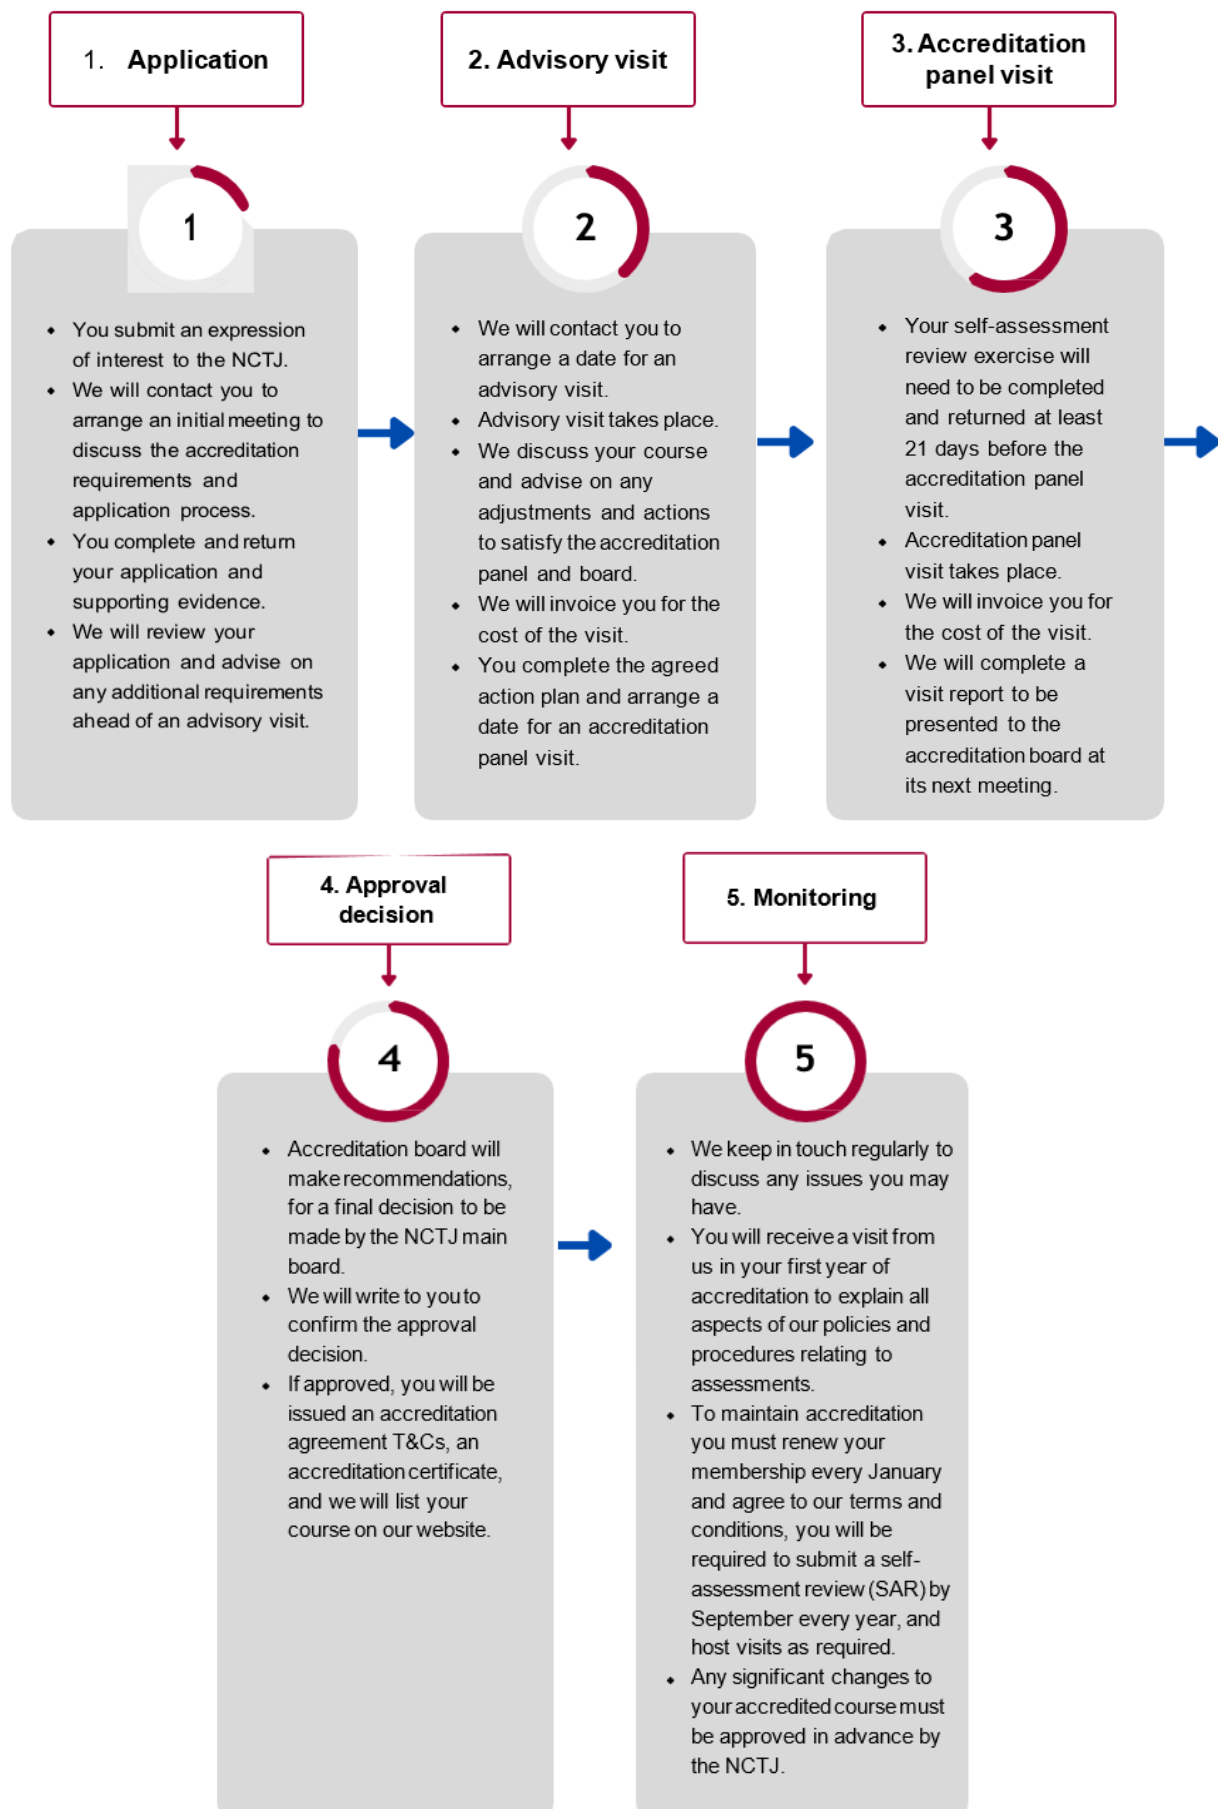 1. Application
1
• You submit an expression
of interest to the NCTJ.
• We will contact you to
arrange an initial meeting to
discuss the accreditation
requirements and
application process.
• You complete and return
your application and
supporting evidence.
• We will review your
application and advise on
any additional requirements
ahead of an advisory visit.
2. Advisory visit
2
• We will contact you to
arrange a date for an
advisory visit.
• Advisory visit takes place.
• We discuss your course
and advise on any
adjustments and actions
to satisfy the accreditation
panel and board.
• We will invoice you for the
cost of the visit.
• You complete the agreed
action plan and arrange a
date for an accreditation
panel visit.
3. Accreditation
panel visit
3
• Your self-assessment
review exercise will
need to be completed
and returned at least
21 days before the
accreditation panel
visit.
• Accreditation panel
visit takes place.
• We will invoice you for
the cost of the visit.
• We will complete a
visit report to be
presented to the
accreditation board at
its next meeting.
4. Approval
decision
4
• Accreditation board will
make recommendations,
for a final decision to be
made by the NCTJ main
board.
• We will write to you to
confirm the approval
decision.
• If approved, you will be
issued an accreditation
agreement T&Cs, an
accreditation certificate,
and we will list your
course on our website.
5. Monitoring
5
• We keep in touch regularly to
discuss any issues you may
have.
• You will receive a visit from
us in your first year of
accreditation to explain all
aspects of our policies and
procedures relating to
assessments.
• To maintain accreditation
you must renew your
membership every January
and agree to our terms and
conditions, you will be
required to submit a self-
assessment review (SAR) by
September every year, and
host visits as required.
• Any significant changes to
your accredited course must
be approved in advance by
the NCTJ.